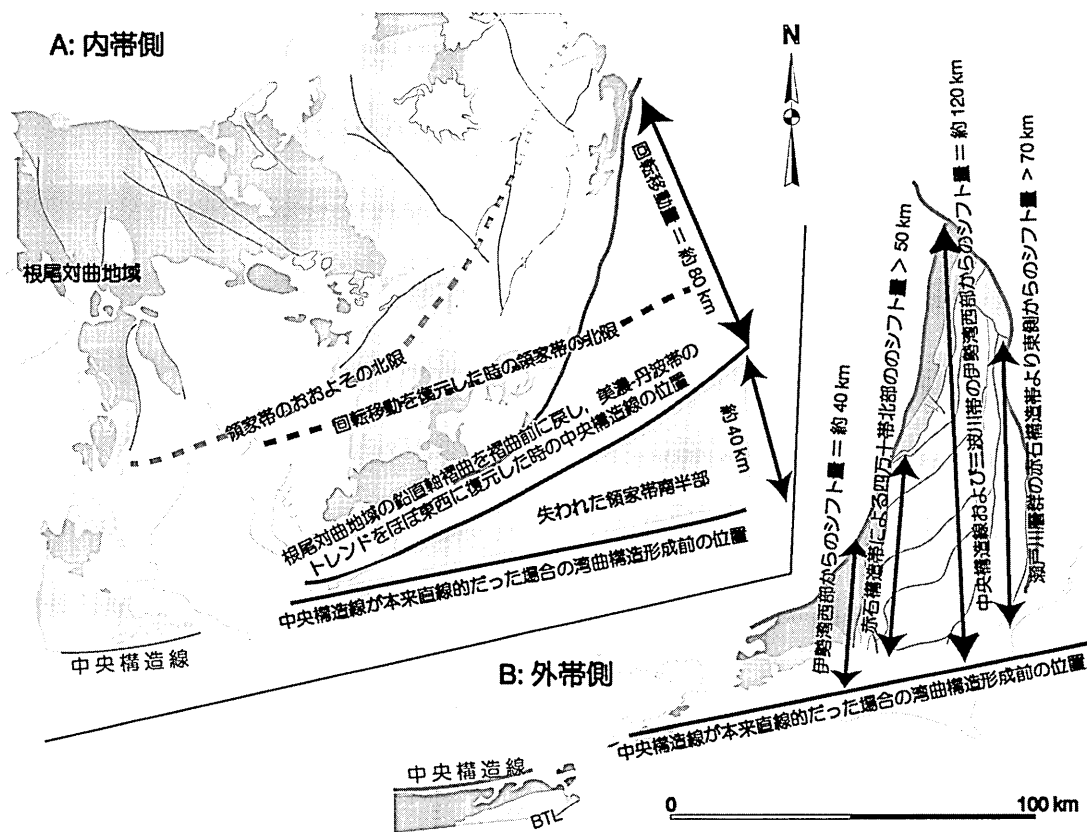 A: 内帯側
N
回転移動量 = 約 80 km
根尾対曲地域
領家帯のおおよその北限
回転移動を復元した時の領家帯の北限
根尾対曲地域の鉛直軸褶曲を褶曲前に戻し，美濃-丹波帯の
トレンドをほぼ東西に復元した時の中央構造線の位置
約 40 km
失われた領家帯南半部
中央構造線が本来直線的だった場合の湾曲構造形成前の位置
中央構造線
B: 外帯側
伊勢湾西部からのシフト量 = 約 40 km
赤石構造帯による四万十帯北部のシフト量 > 50 km
中央構造線および三波川帯の伊勢湾西部からのシフト量 = 約 120 km
瀬戸川層群の赤石構造帯より東側からのシフト量 > 70 km
中央構造線が本来直線的だった場合の湾曲構造形成前の位置
中央構造線
BTL
0
100 km